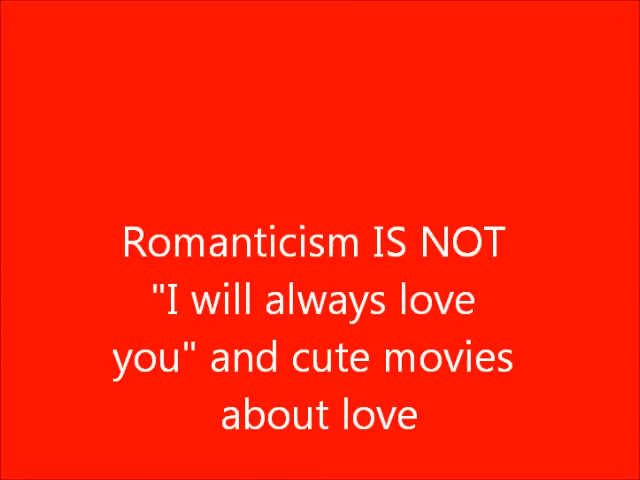 Romanticism IS NOT
"I will always love
you" and cute movies
about love